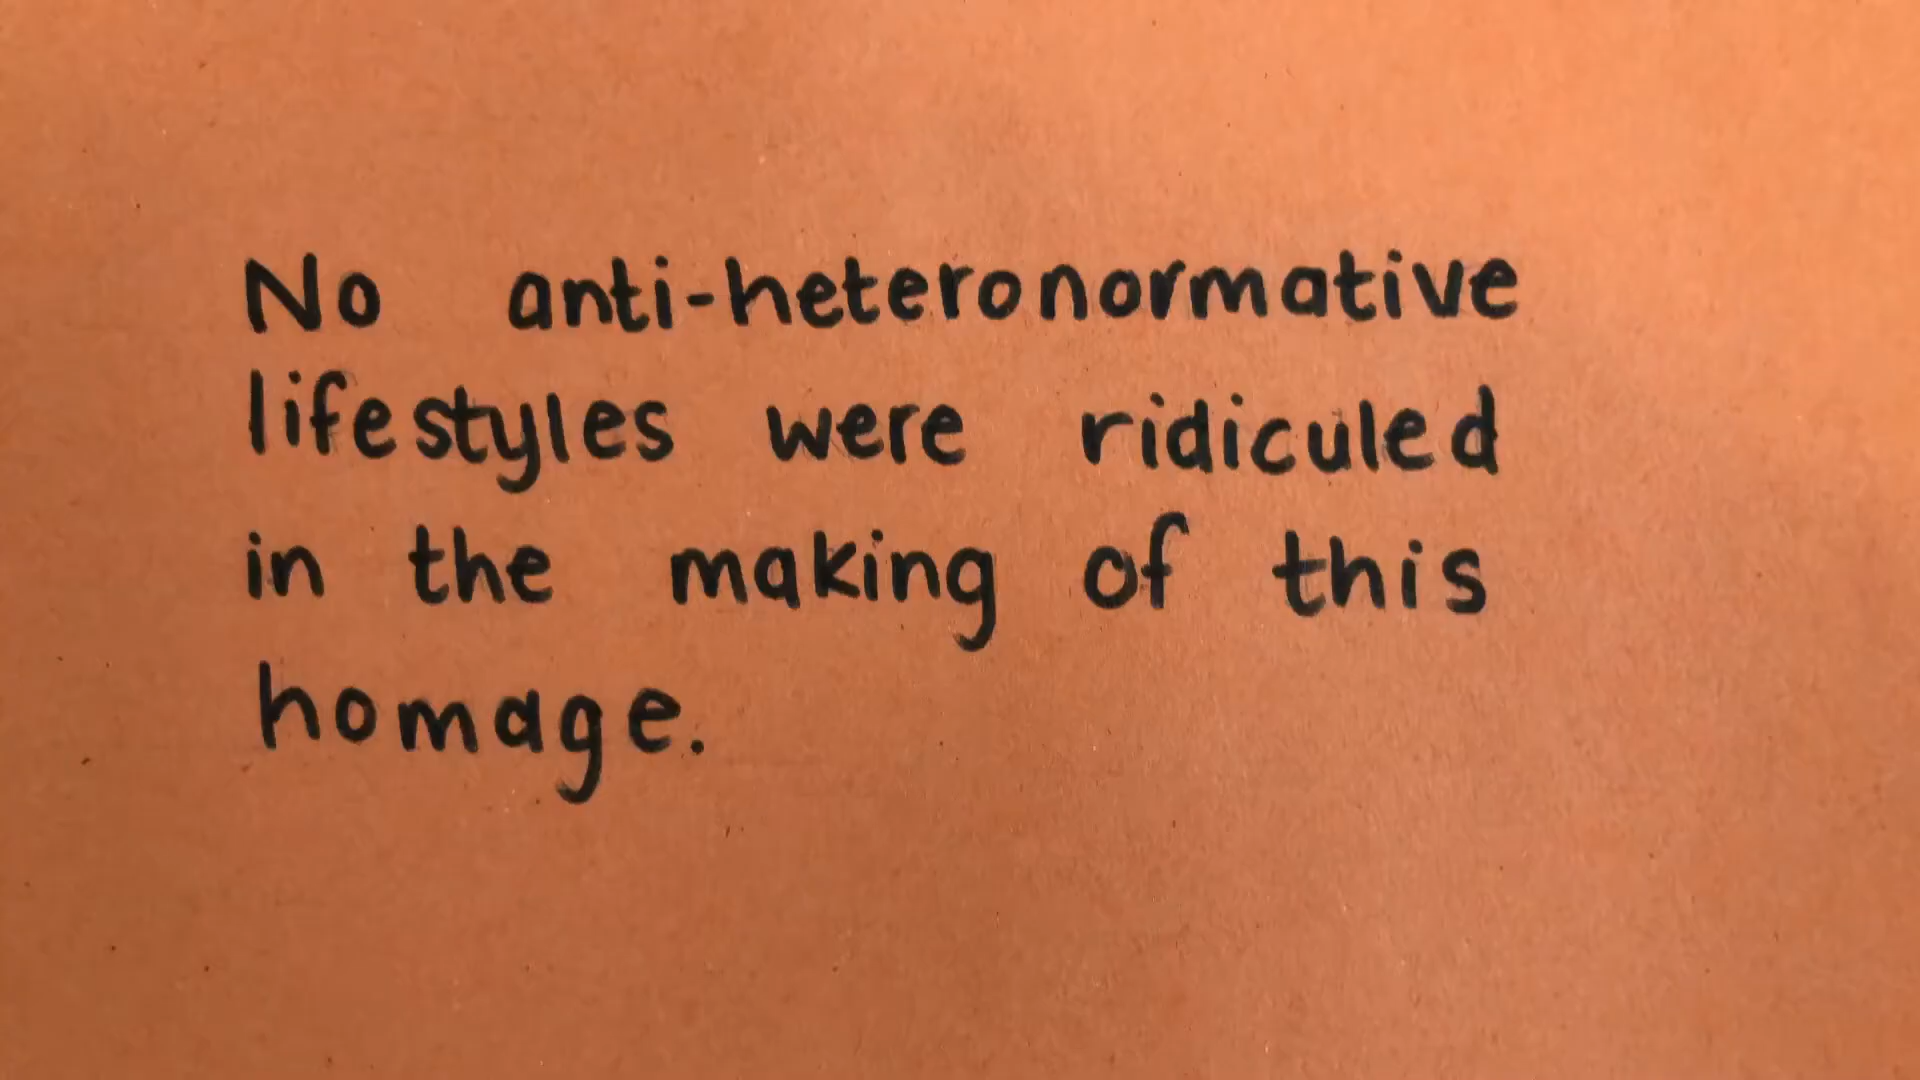 No anti-heteronormative
lifestyles were ridiculed
in the making of this
homage.